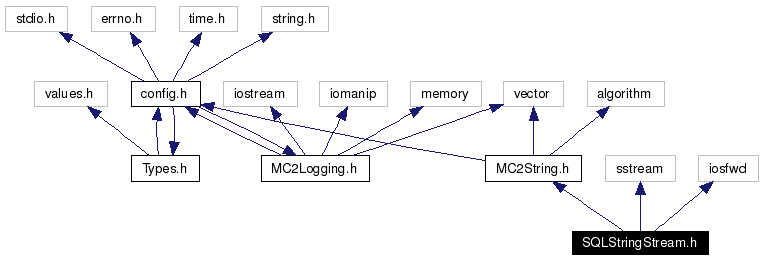 stdio.h
errno.h
time.h
string.h
values.h
config.h
iostream
iomanip
memory
vector
algorithm
Types.h
MC2Logging.h
MC2String.h
sstream
iosfwd
SQLStringStream.h